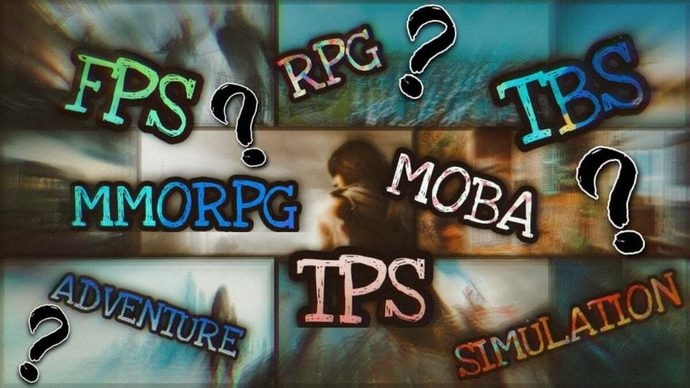 FPS
?
RPG
?
TBS
MMORPG
MOBA
?
TPS
?
ADVENTURE
SIMULATION